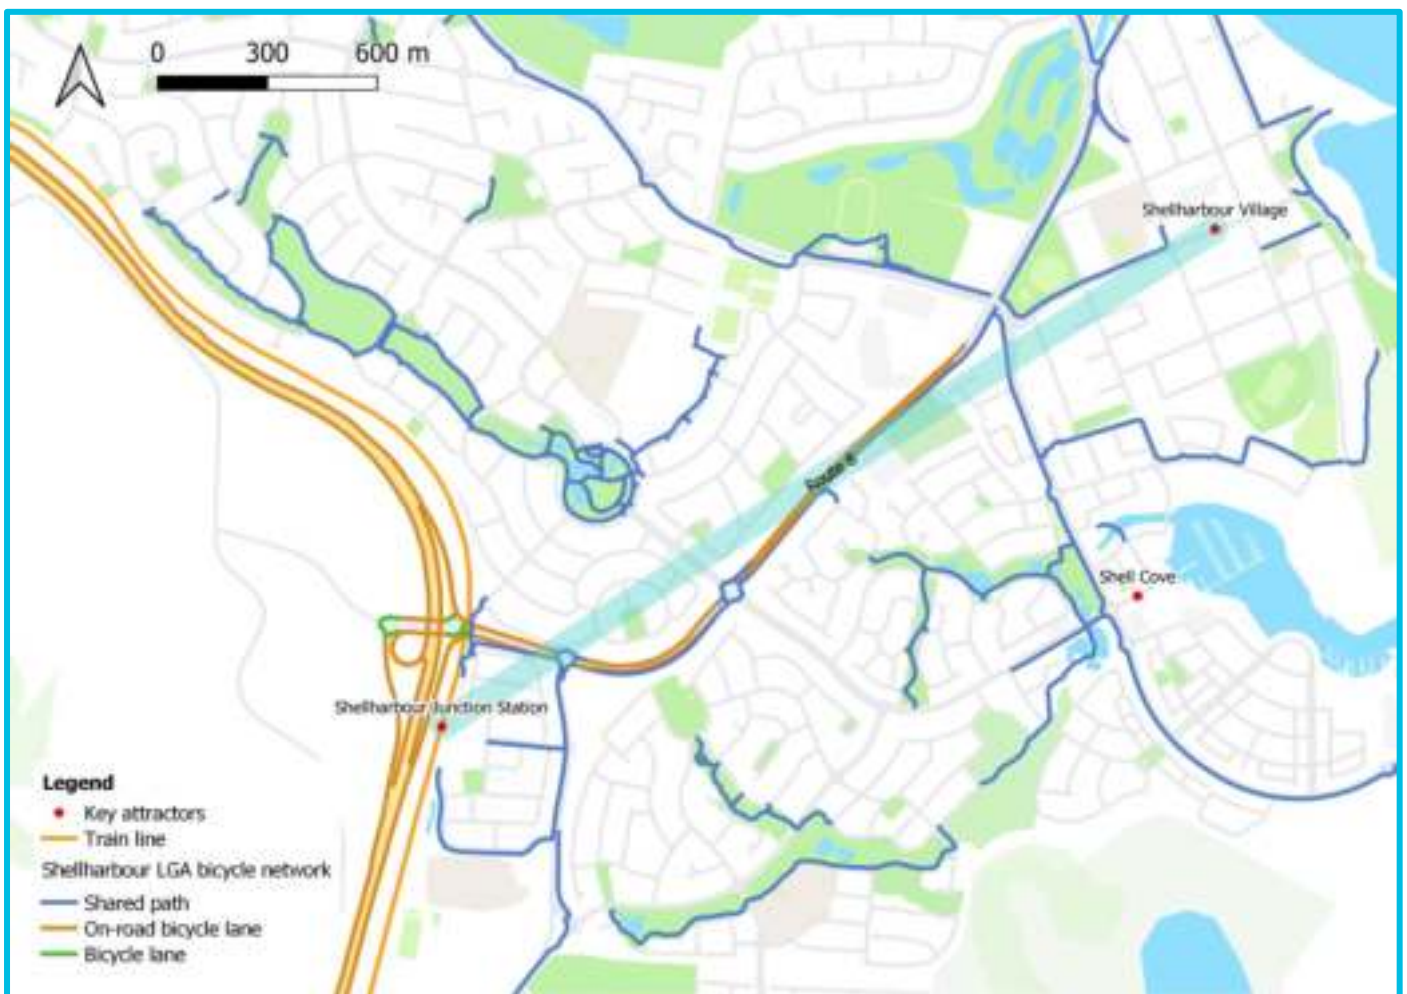 0 300 600 m
Shellharbour Village
Route 6
Shell Cove
Shellharbour Junction Station
Legend
Key attractors
Train line
Shellharbour LGA bicycle network
Shared path
On-road bicycle lane
Bicycle lane